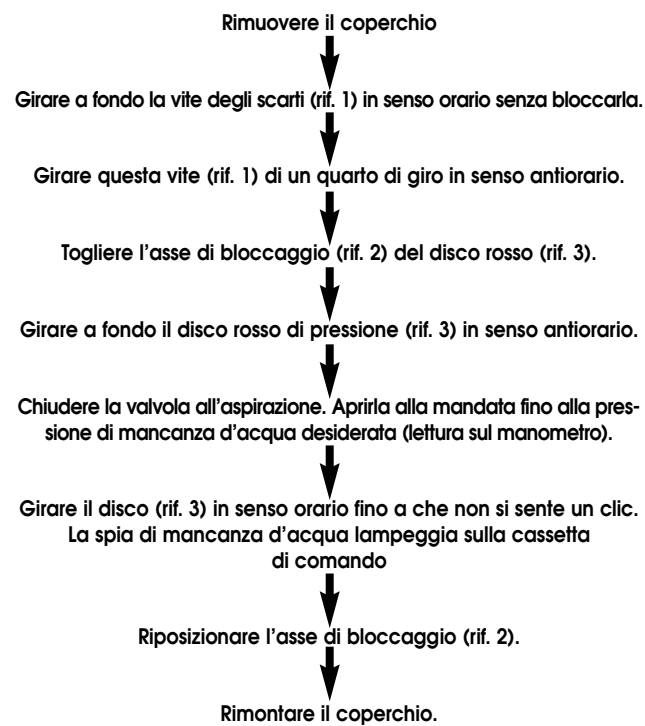 Rimuovere il coperchio
Girare a fondo la vite degli scarti (rif. 1) in senso orario senza bloccarla.
Girare questa vite (rif. 1) di un quarto di giro in senso antiorario.
Togliere l'asse di bloccaggio (rif. 2) del disco rosso (rif. 3).
Girare a fondo il disco rosso di pressione (rif. 3) in senso antiorario.
Chiudere la valvola all'aspirazione. Aprirla alla mandata fino alla pres-
sione di mancanza d'acqua desiderata (lettura sul manometro).
Girare il disco (rif. 3) in senso orario fino a che non si sente un clic.
La spia di mancanza d'acqua lampeggia sulla cassetta
di comando
Riposizionare l'asse di bloccaggio (rif. 2).
Rimontare il coperchio.